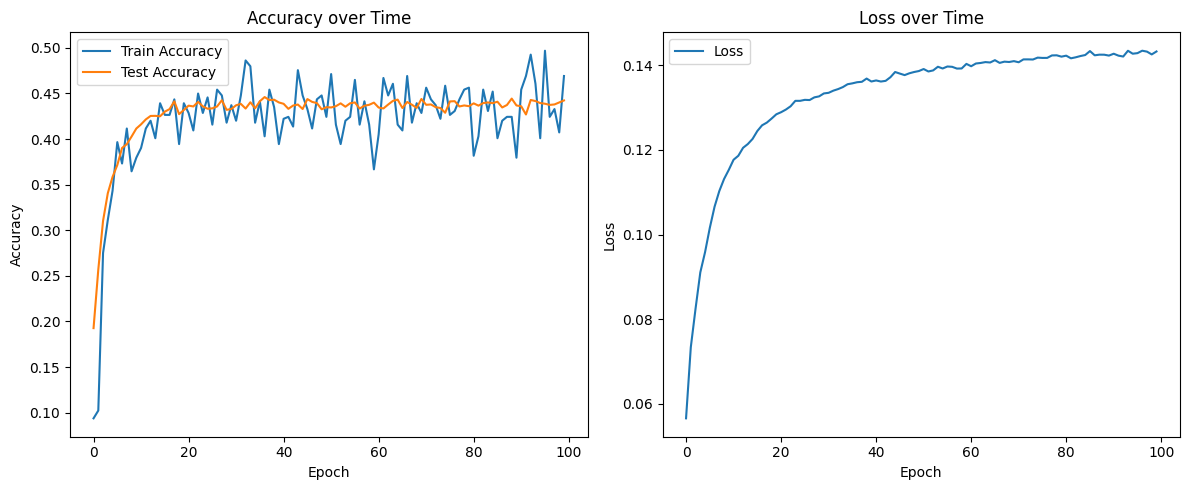 Accuracy over Time
Train Accuracy
Test Accuracy
0.50
0.45
0.40
0.35
0.30
0.25
0.20
0.15
0.10
Accuracy
0 20 40 60 80 100
Epoch
Loss over Time
Loss
0.14
0.12
0.10
0.08
0.06
Loss
0 20 40 60 80 100
Epoch